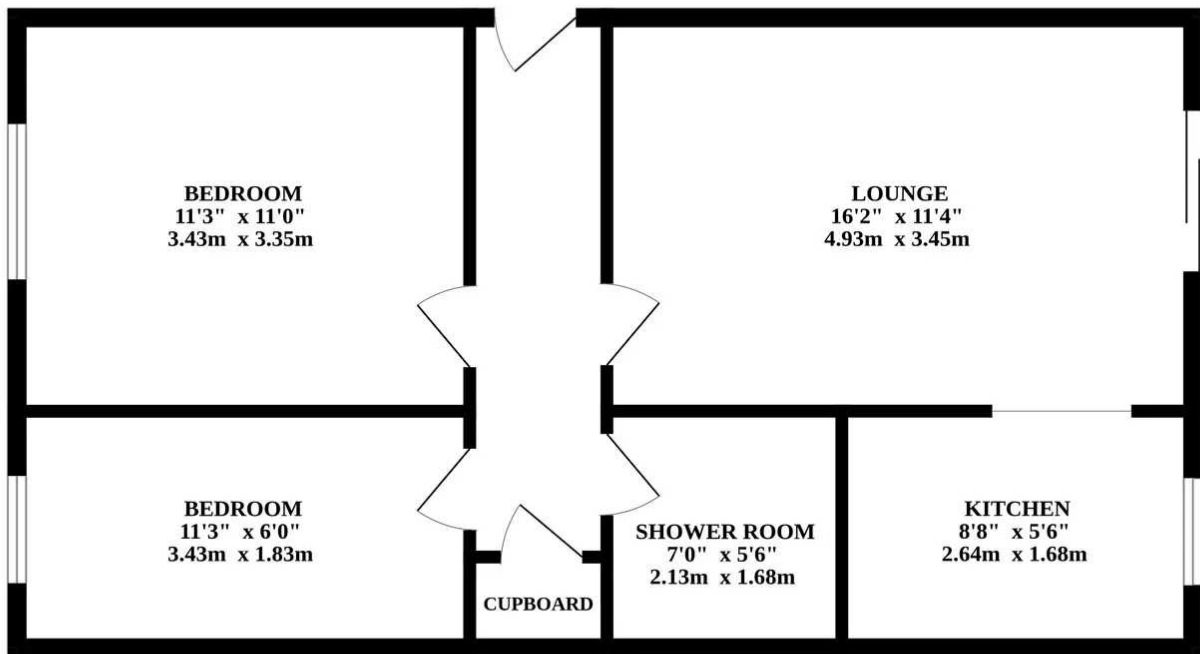 BEDROOM
11'3" x 11'0"
3.43m x 3.35m
LOUNGE
16'2" x 11'4"
4.93m x 3.45m
BEDROOM
11'3" x 6'0"
3.43m x 1.83m
CUPBOARD
SHOWER ROOM
7'0" x 5'6"
2.13m x 1.68m
KITCHEN
8'8" x 5'6"
2.64m x 1.68m